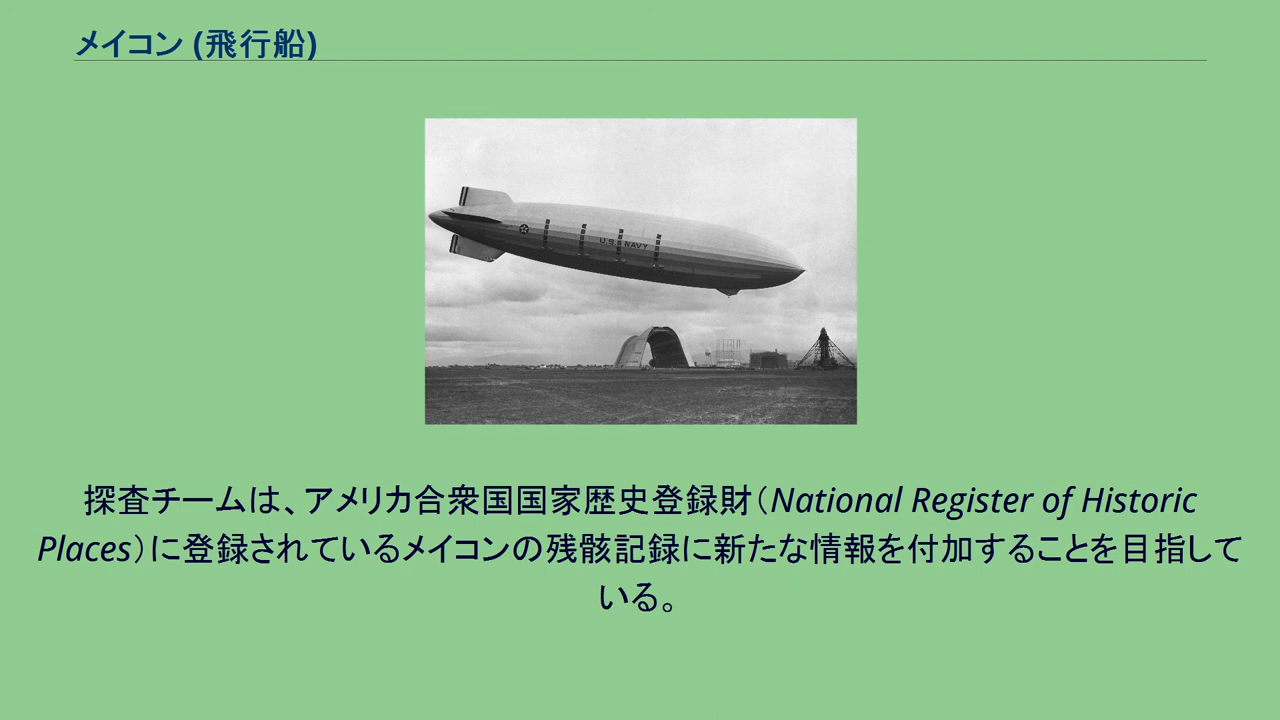 メイコン (飛行船)
U.S. NAVY
探査チームは、アメリカ合衆国国家歴史登録財（National Register of Historic
Places）に登録されているメイコンの残骸記録に新たな情報を付加することを目指して
いる。